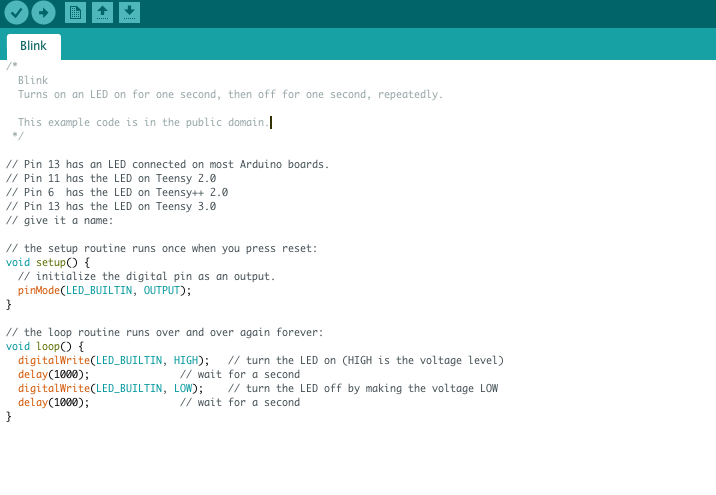 Blink
/*
  Blink
  Turns on an LED on for one second, then off for one second, repeatedly.

  This example code is in the public domain.
 */

// Pin 13 has an LED connected on most Arduino boards.
// Pin 11 has the LED on Teensy 2.0
// Pin 6  has the LED on Teensy++ 2.0
// Pin 13 has the LED on Teensy 3.0
// give it a name:

// the setup routine runs once when you press reset:
void setup() {
  // initialize the digital pin as an output.
  pinMode(LED_BUILTIN, OUTPUT);
}

// the loop routine runs over and over again forever:
void loop() {
  digitalWrite(LED_BUILTIN, HIGH);   // turn the LED on (HIGH is the voltage level)
  delay(1000);               // wait for a second
  digitalWrite(LED_BUILTIN, LOW);    // turn the LED off by making the voltage LOW
  delay(1000);               // wait for a second
}